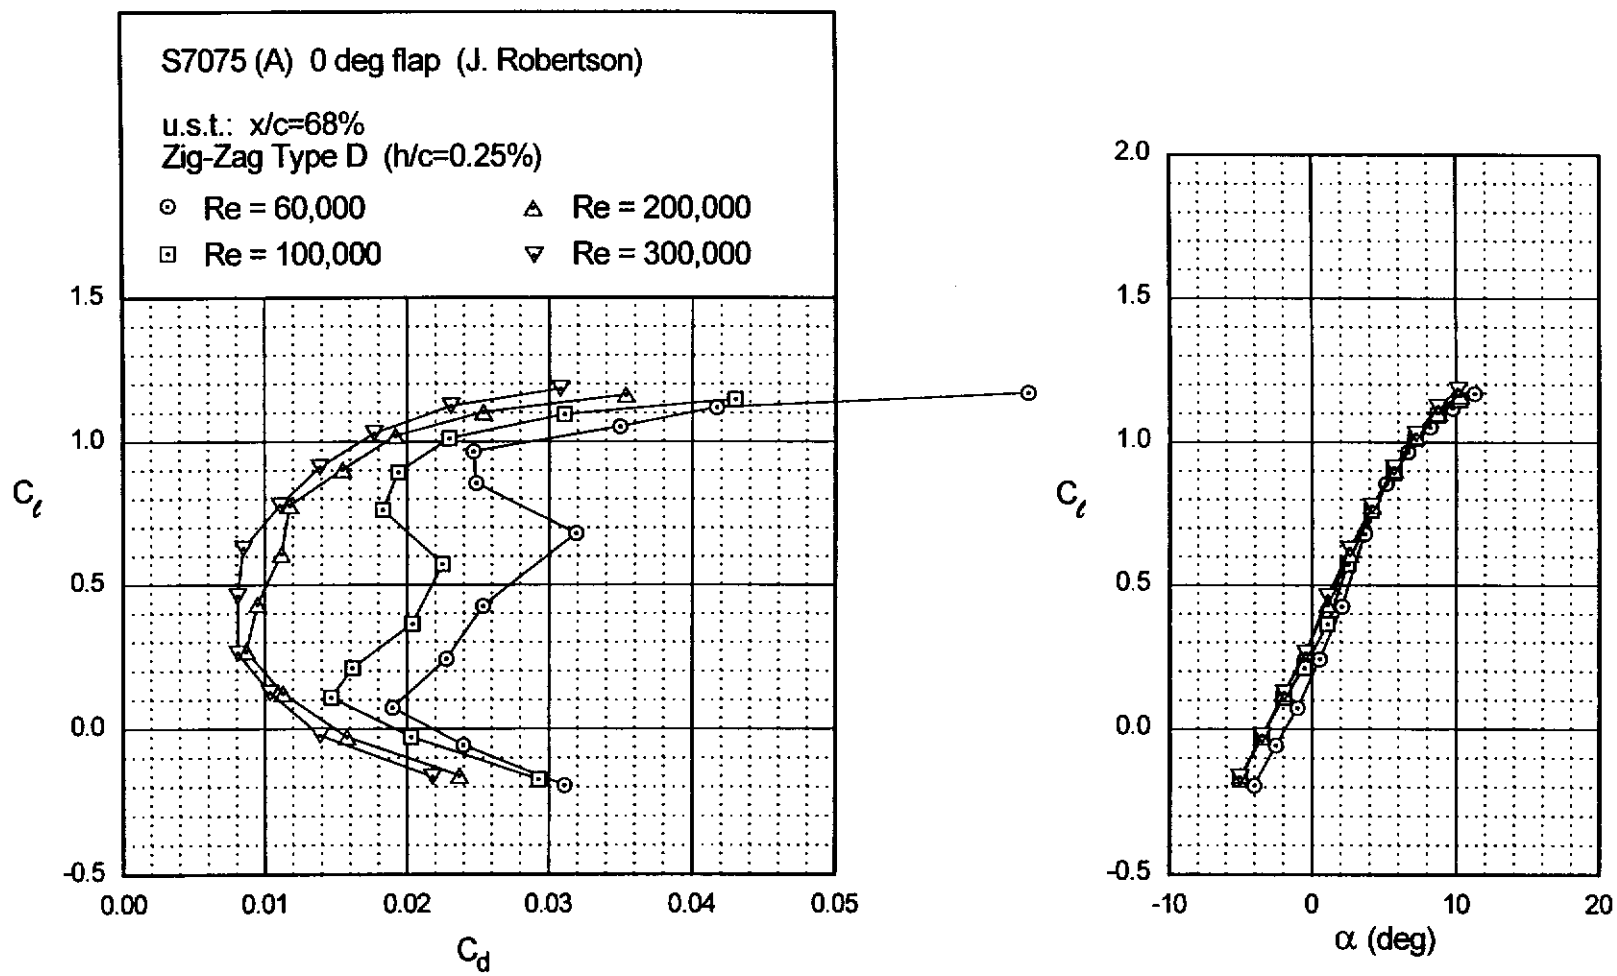 S7075 (A) 0 deg flap (J. Robertson)
u.s.t.: x/c=68%
Zig-Zag Type D (h/c=0.25%)
Re = 60,000
Re = 200,000
Re = 100,000
Re = 300,000
1.5
1.0
0.5
0.0
-0.5
Cℓ
0.00 0.01 0.02 0.03 0.04 0.05
Cd
2.0
1.5
1.0
0.5
0.0
-0.5
Cℓ
-10 0 10 20
α (deg)